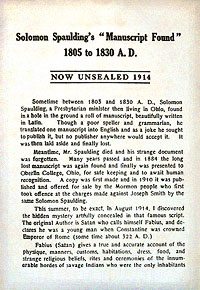 Solomon Spaulding's "Manuscript Found"
1805 to 1830 A. D.
NOW UNSEALED 1914
Sometime between 1805 and 1830 A. D., Solomon
Spaulding, a Presbyterian minister then living in Ohio, found
in a hole in the ground a roll of manuscript, beautifully written
in Latin. Though a poor speller and grammarian, he
translated one manuscript into English and as a joke he sought
to publish it, but no publisher anywhere would accept it. It
was then laid aside and finally lost.
Meantime, Mr. Spaulding died and his strange document
was forgotten. Many years passed and in 1884 the long
lost manuscript was again found and finally was presented to
Oberlin College, Ohio, for safe keeping and to await human
recognition. A copy was first made and in 1910 it was published
and offered for sale by the Mormon people who first
took offence at the charges made against Joseph Smith by the
same Solomon Spaulding.
This summer, to be exact, in August 1914, I discovered
the hidden mystery artfully concealed in that famous script.
The original Author is Satan who calls himself Fabius, and declares
he was a young man when Constantine was crowned
Emperor of Rome (some time about 322 A. D.)
Fabius (Satan) gives a true and accurate account of the
physique, manners, customs, habitations, dress, food, and
strange religious beliefs, rites and ceremonies of the innumerable
hordes of savage Indians who were the only inhabitants